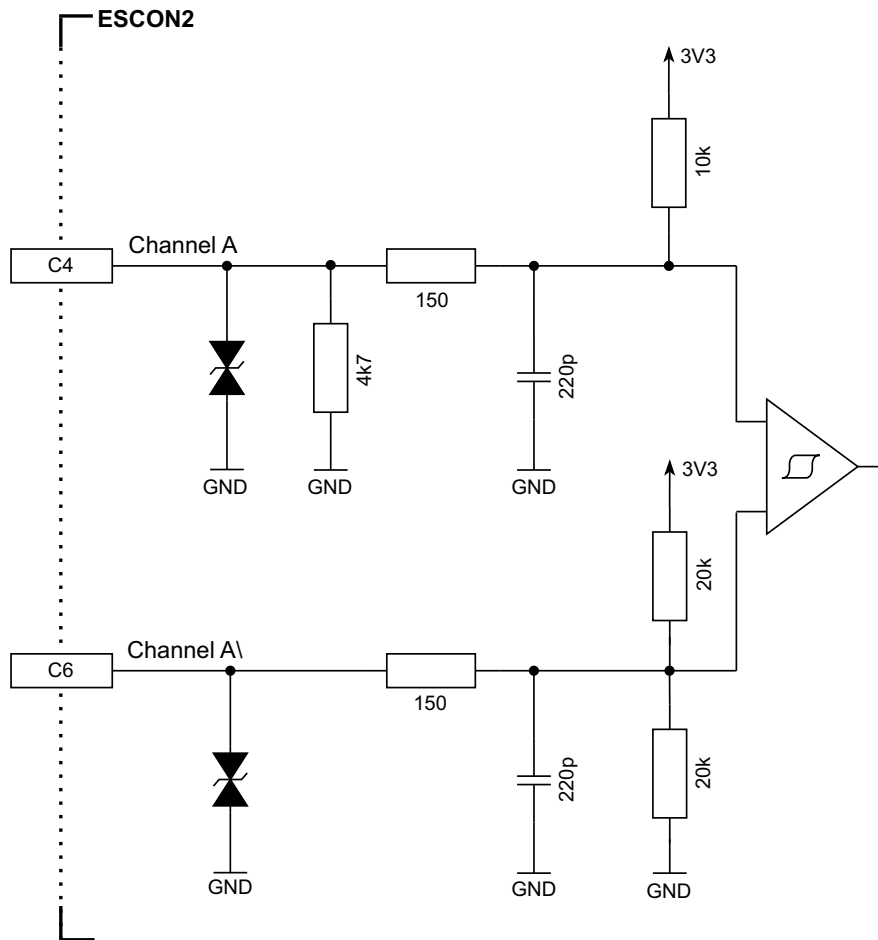 ESCON2
3V3
10k
Channel A
C4
150
4k7
220p
GND
GND
GND
3V3
20k
Channel A\
C6
150
220p
20k
GND
GND
GND